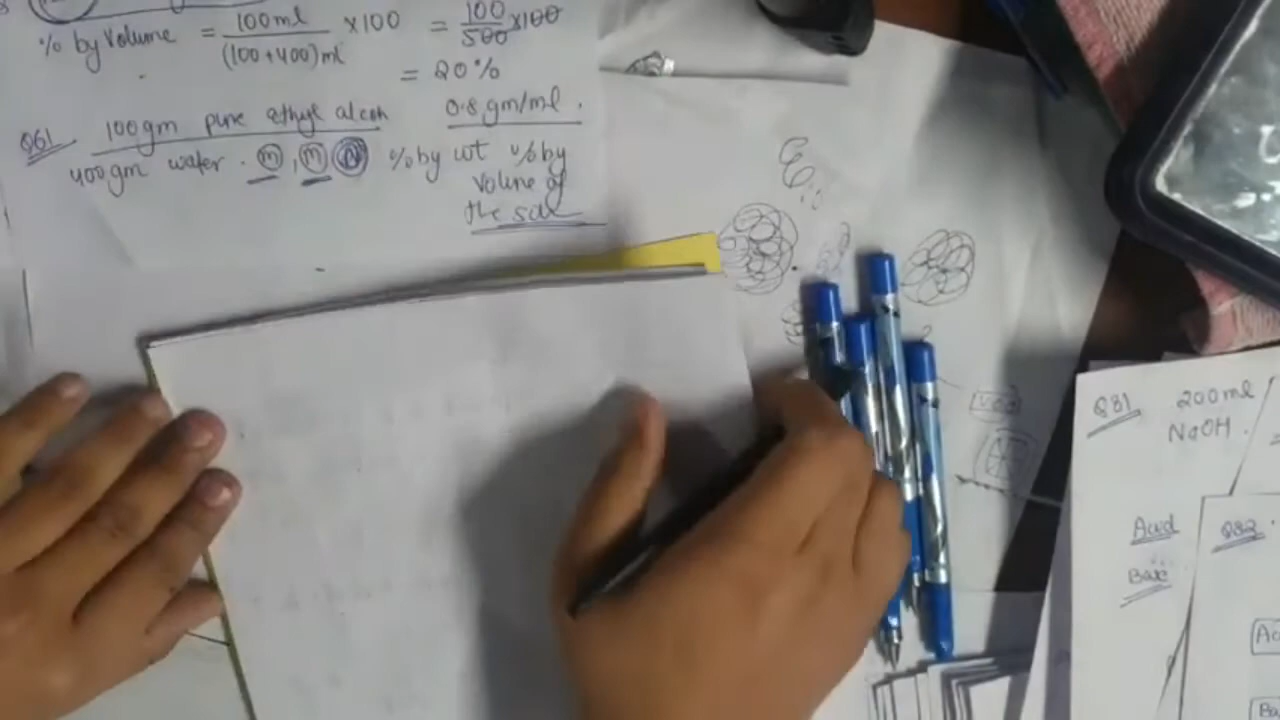 % by Volume = 100ml / (100+400)ml × 100 = 100/500 × 100
= 20%
Q61 100gm pure ethyl alcoh 0.8 gm/ml.
400gm water. m, M N % by wt % by
Volume of
the sol
Q81 200ml
NaOH.
Acid
Base
Q82